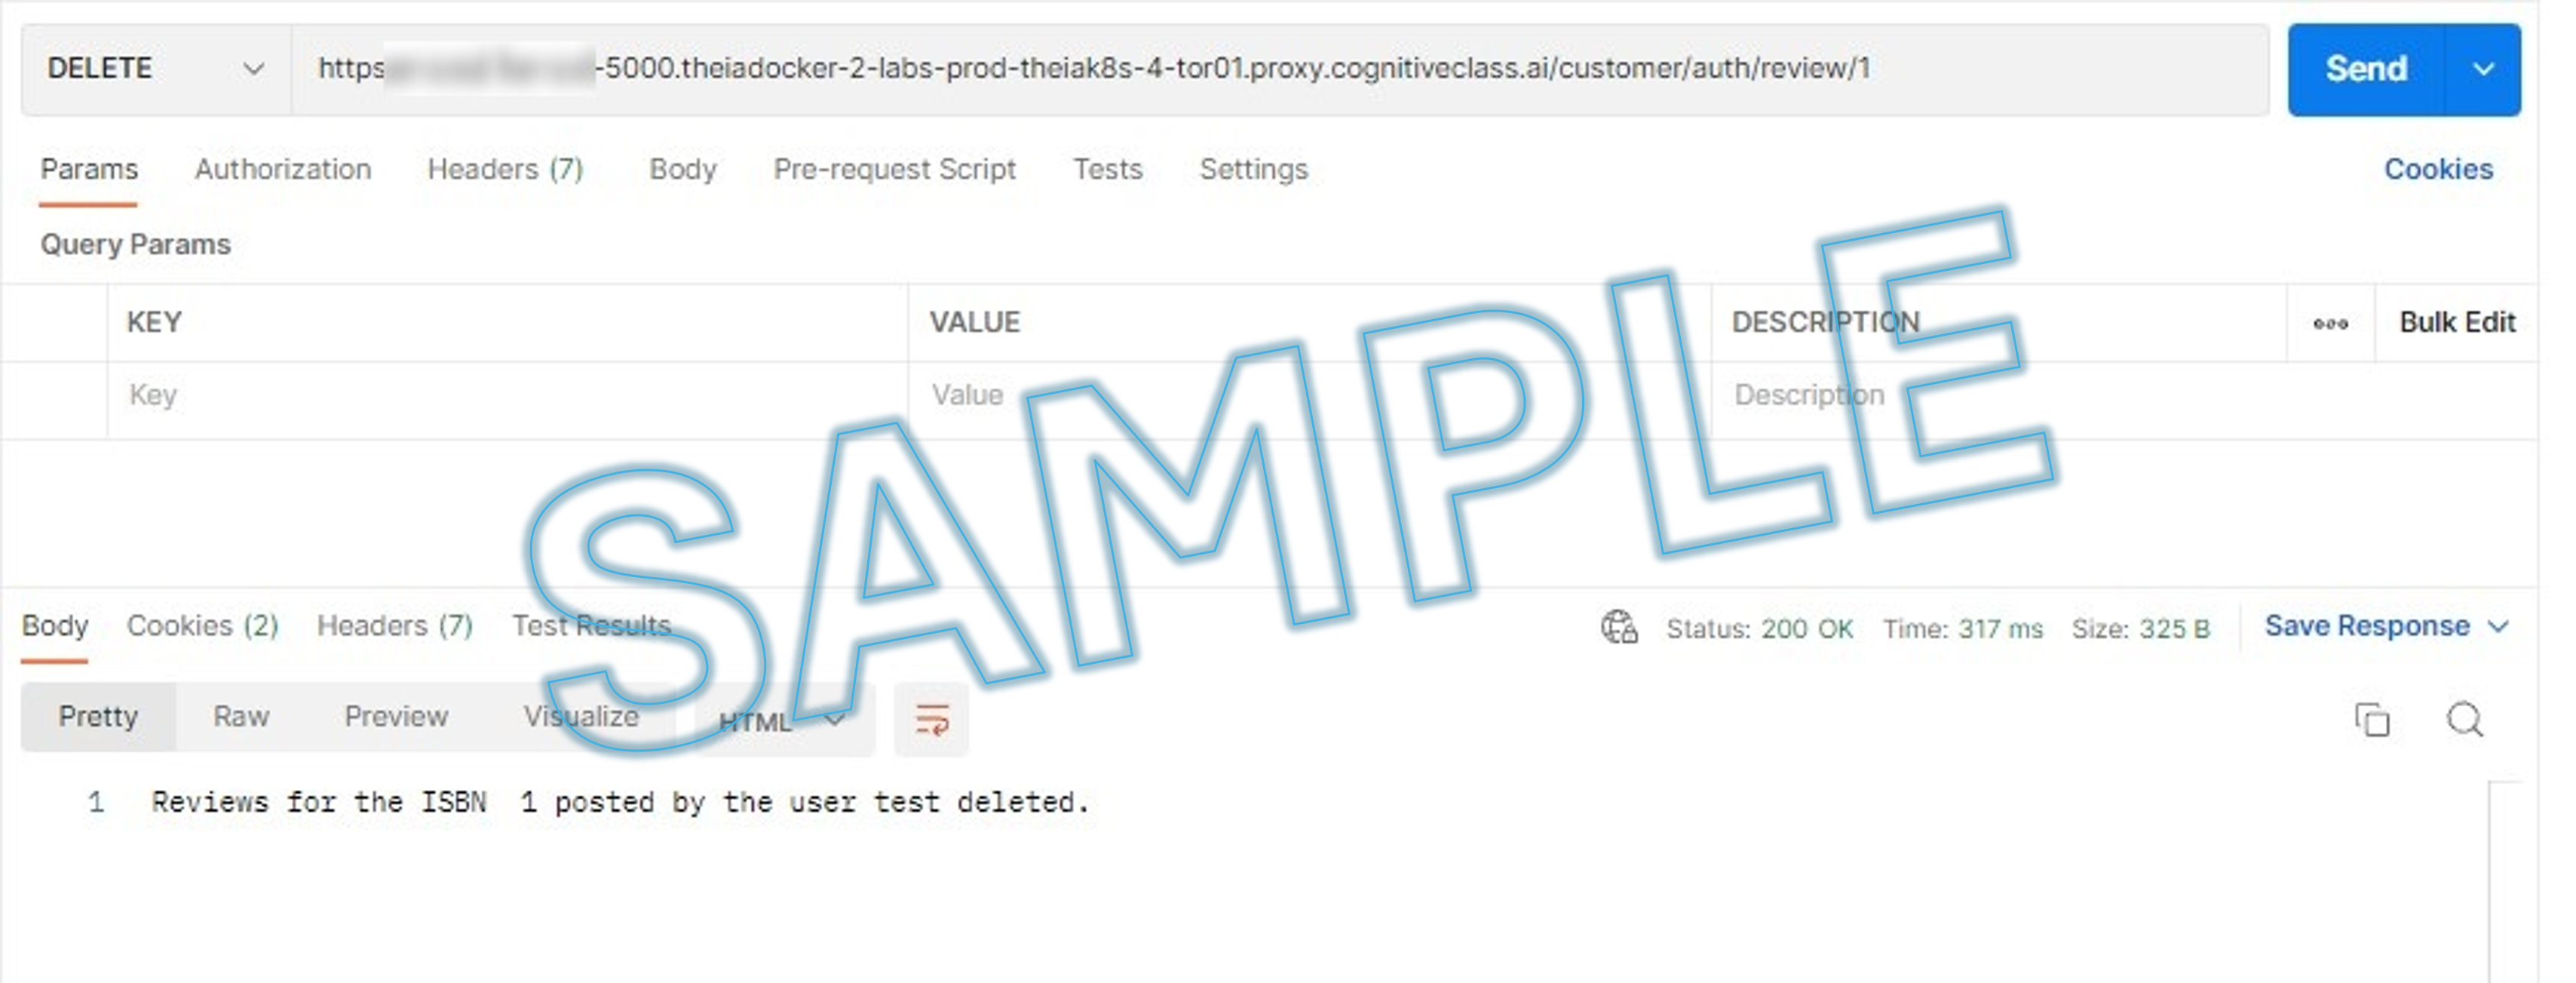 DELETE https -5000.theiadocker-2-labs-prod-theiak8s-4-tor01.proxy.cognitiveclass.ai/customer/auth/review/1 Send
Params Authorization Headers (7) Body Pre-request Script Tests Settings Cookies
Query Params
KEY VALUE DESCRIPTION ooo Bulk Edit
Key Value Description
SAMPLE
Body Cookies (2) Headers (7) Test Results Status: 200 OK Time: 317 ms Size: 325 B Save Response
Pretty Raw Preview Visualize HTML
1 Reviews for the ISBN  1 posted by the user test deleted.